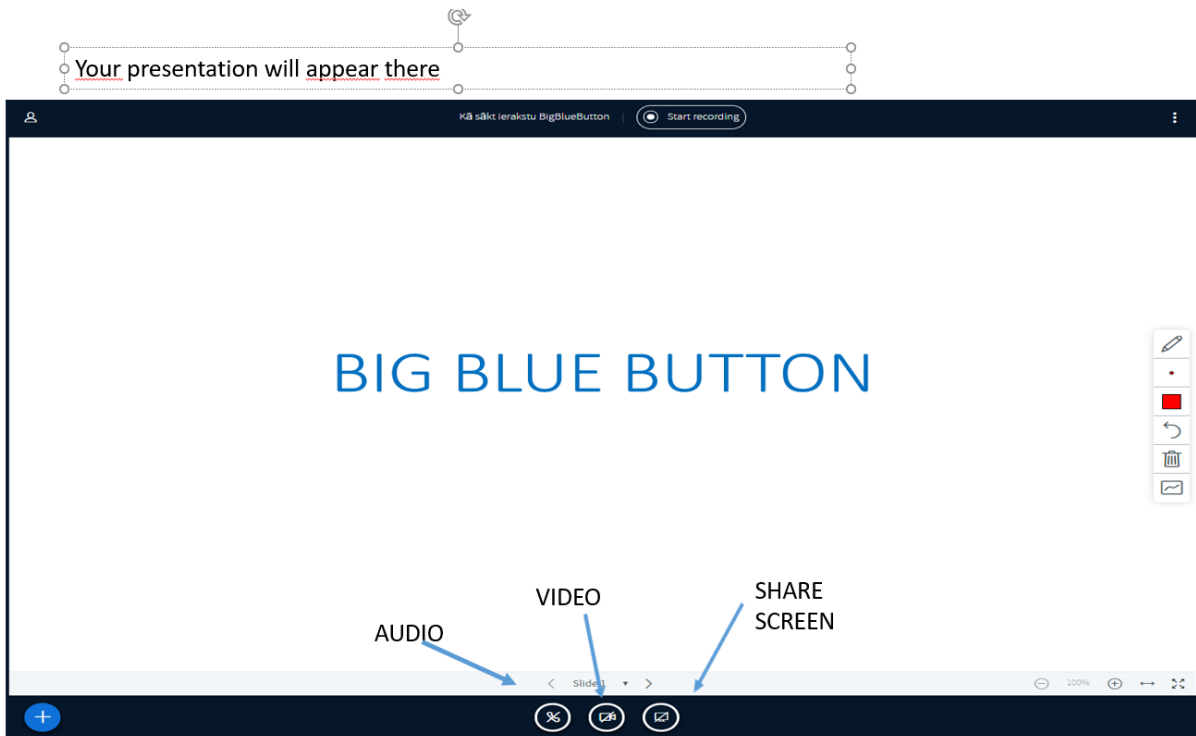 Your presentation will appear there
Kā sākt ierakstu BigBlueButton | Start recording
BIG BLUE BUTTON
VIDEO
SHARE
SCREEN
AUDIO
Slide 1
100%